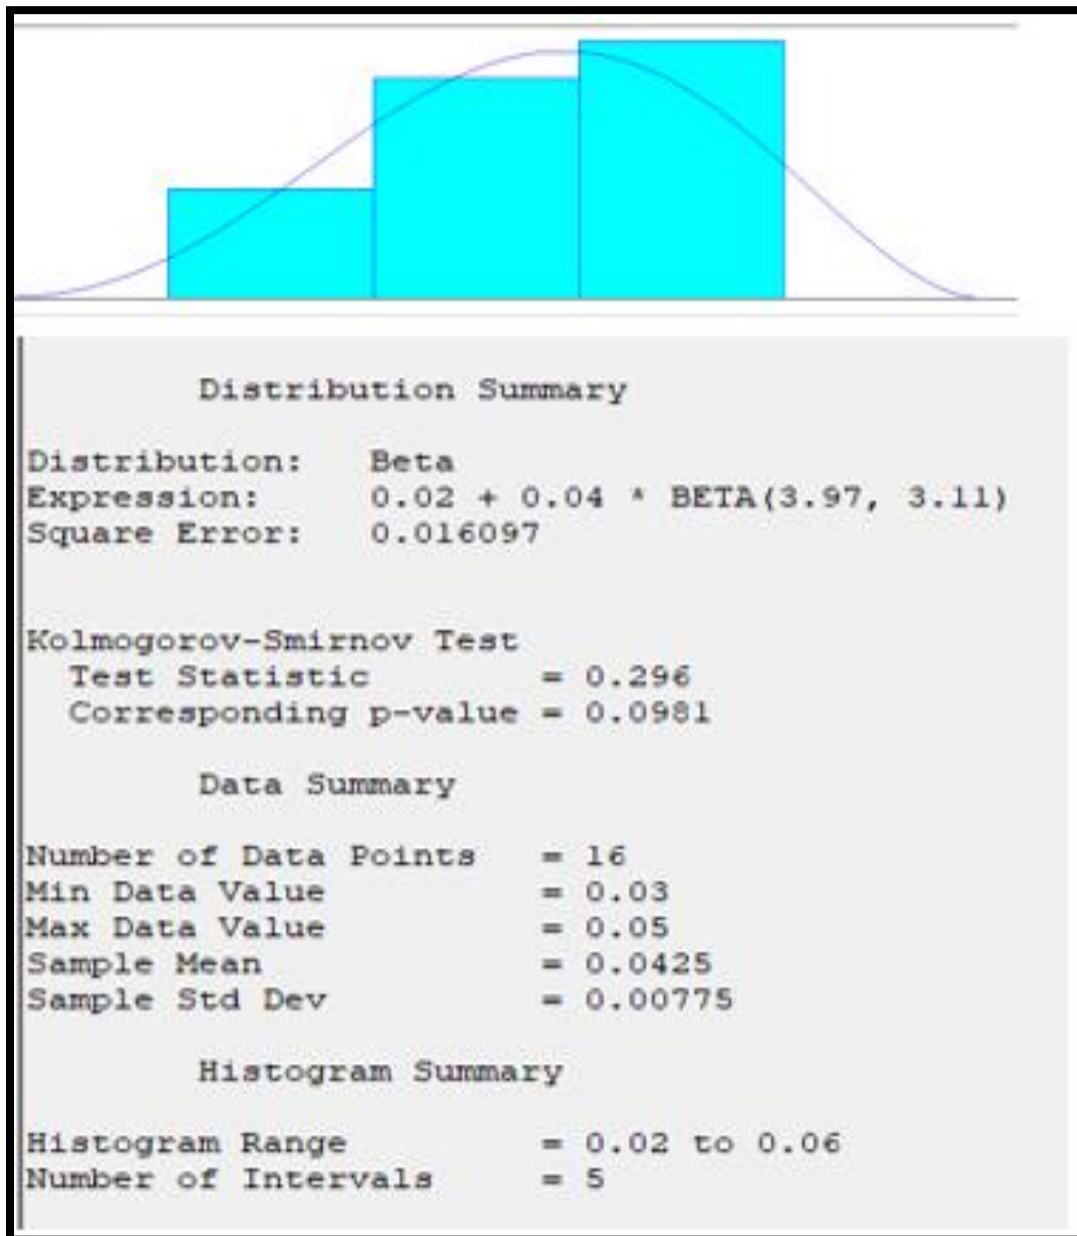 Distribution Summary
Distribution: Beta
Expression: 0.02 + 0.04 * BETA(3.97, 3.11)
Square Error: 0.016097
Kolmogorov-Smirnov Test
Test Statistic = 0.296
Corresponding p-value = 0.0981
Data Summary
Number of Data Points = 16
Min Data Value = 0.03
Max Data Value = 0.05
Sample Mean = 0.0425
Sample Std Dev = 0.00775
Histogram Summary
Histogram Range = 0.02 to 0.06
Number of Intervals = 5